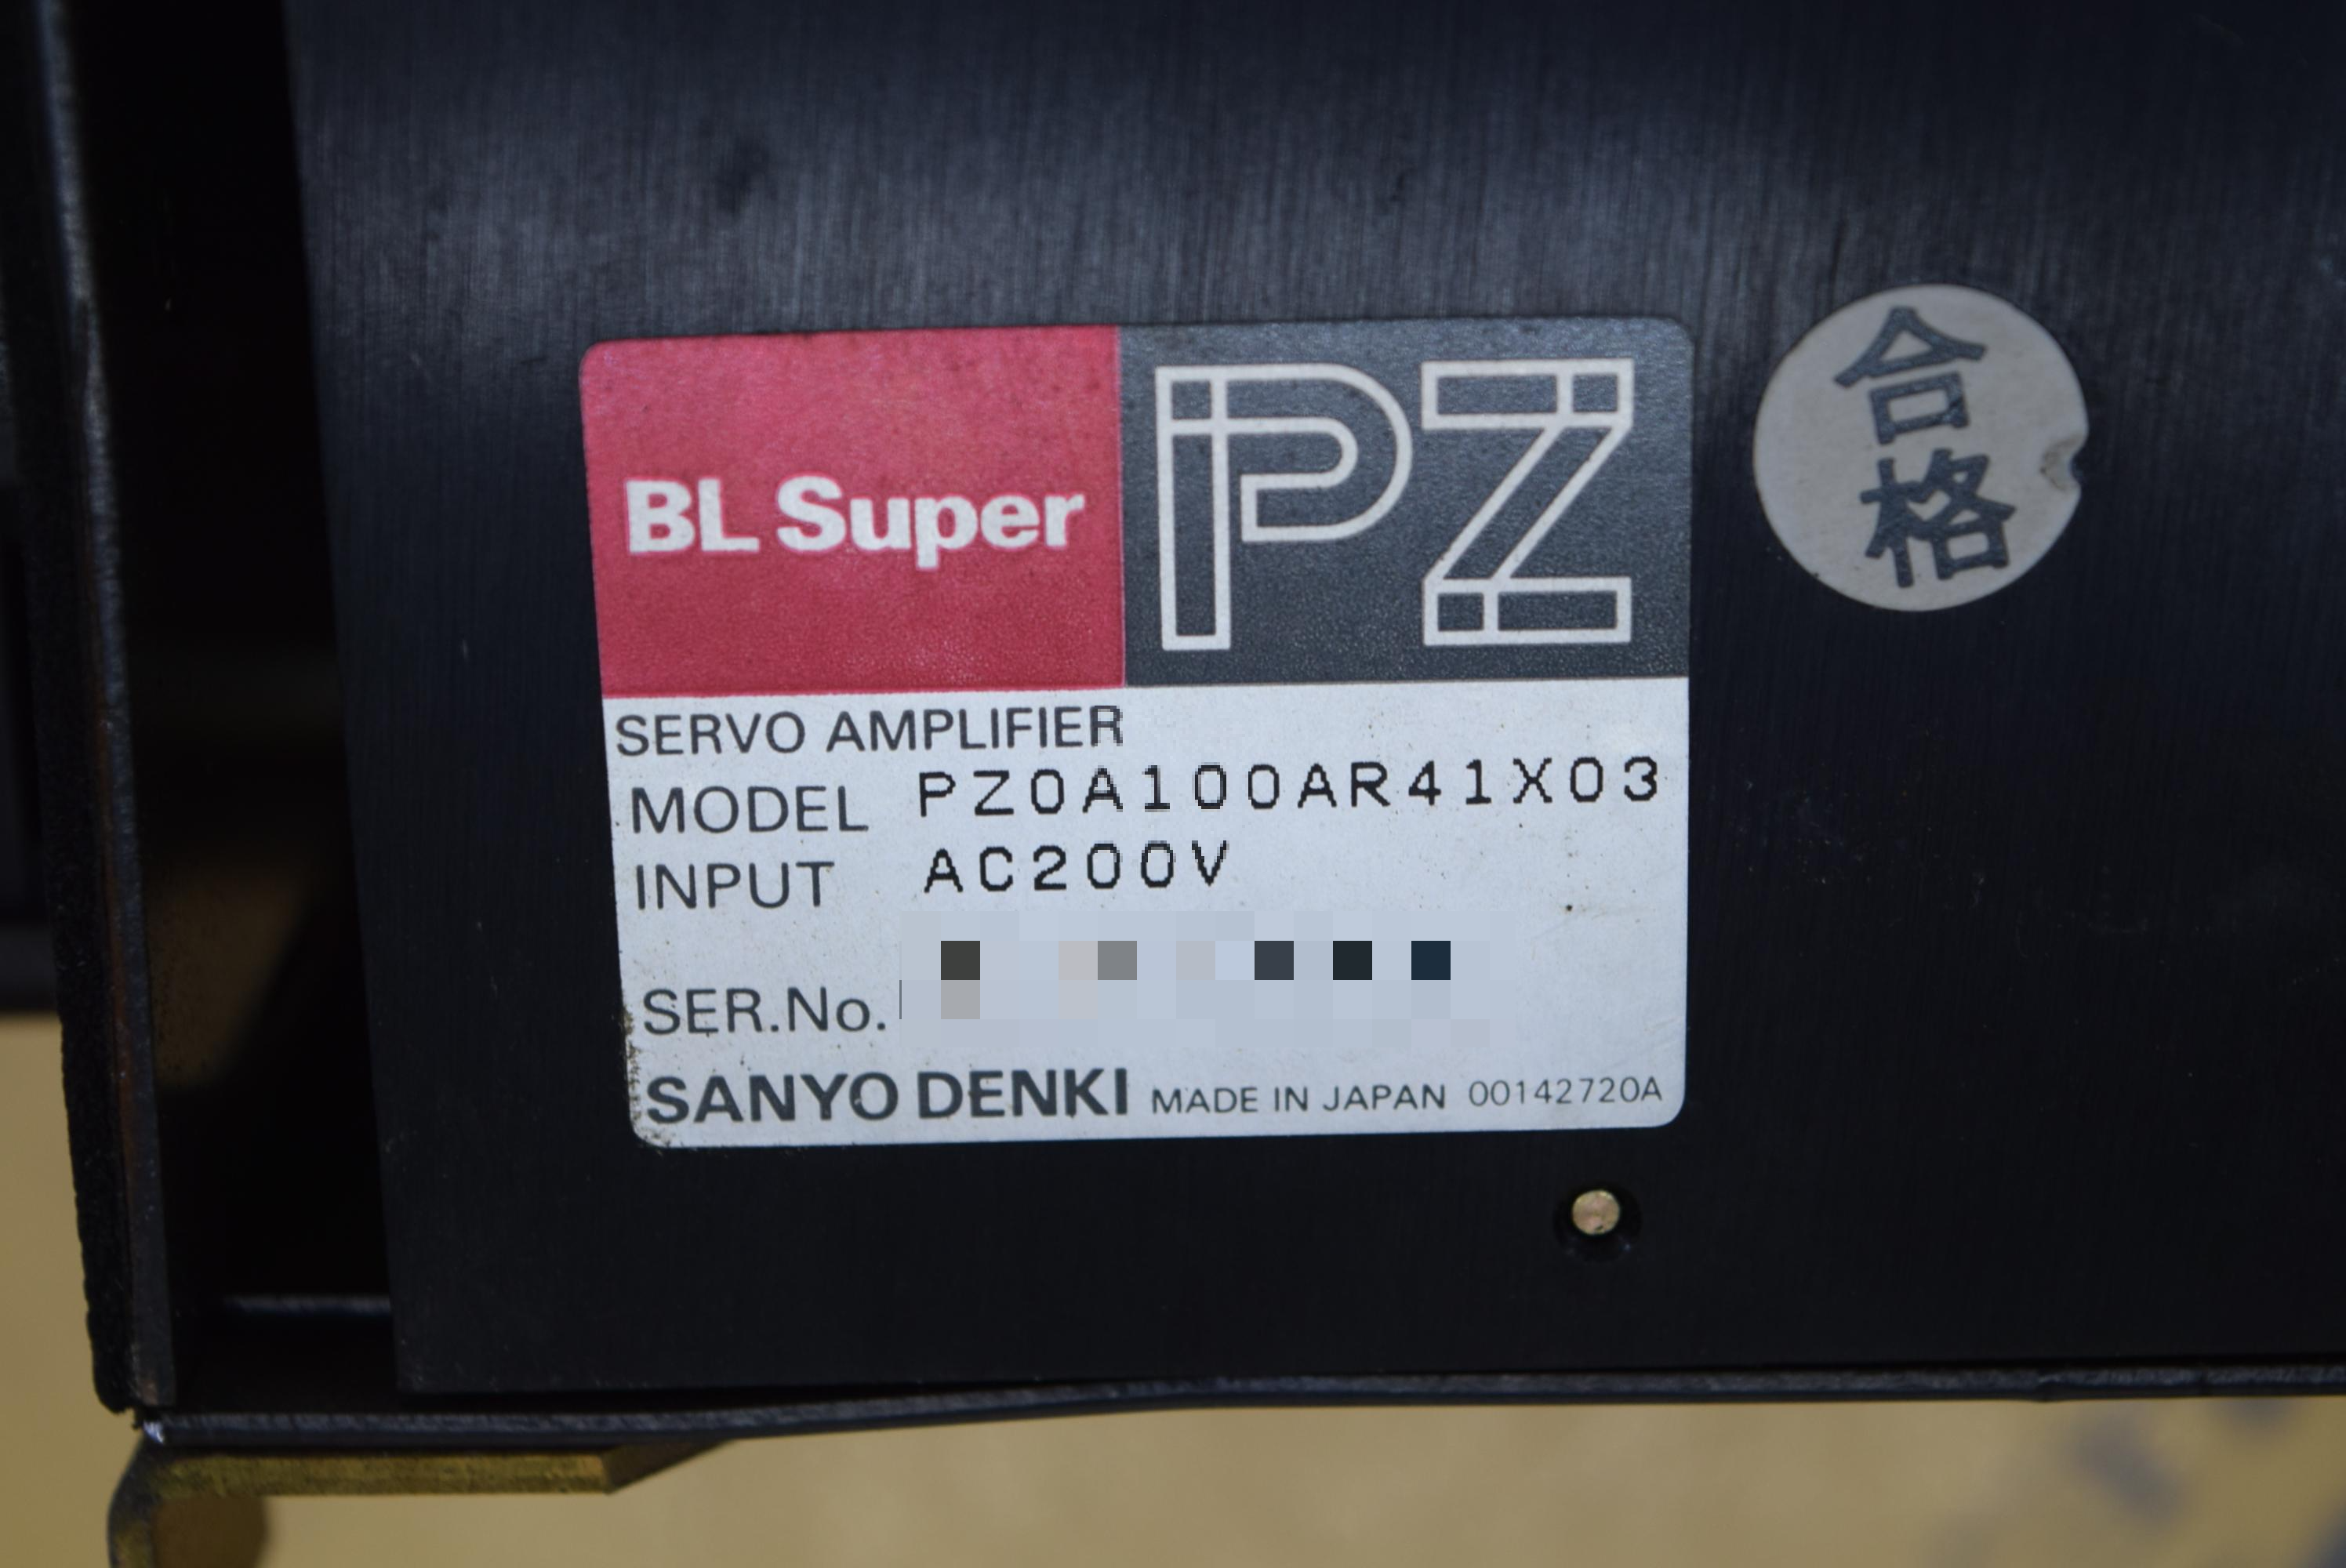 BL Super PZ
SERVO AMPLIFIER
MODEL PZ0A100AR41X03
INPUT AC200V
SER.No.
SANYO DENKI MADE IN JAPAN 00142720A
合格